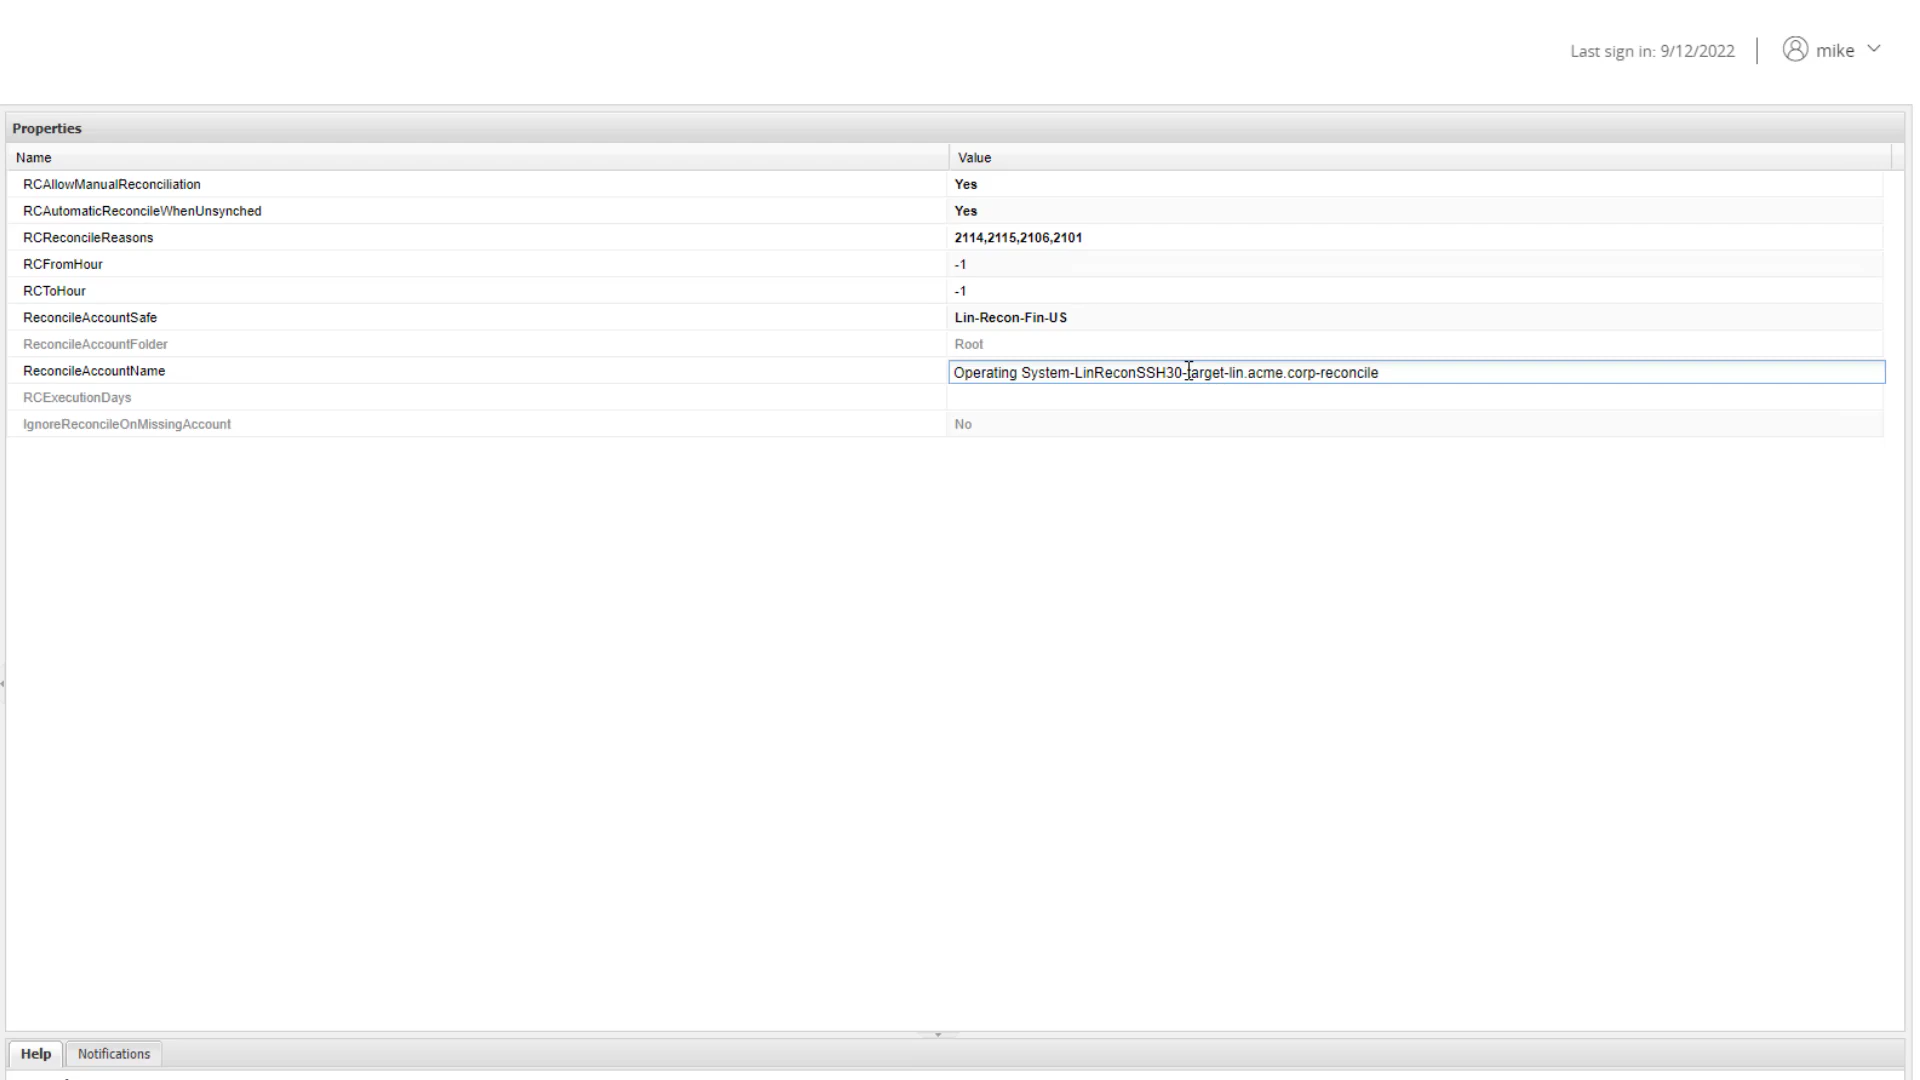 Last sign in: 9/12/2022 mike
Properties
Name Value
RCAllowManualReconciliation Yes
RCAutomaticReconcileWhenUnsynched Yes
RCReconcileReasons 2114,2115,2106,2101
RCFromHour -1
RCToHour -1
ReconcileAccountSafe Lin-Recon-Fin-US
ReconcileAccountFolder Root
ReconcileAccountName Operating System-LinReconSSH30-target-lin.acme.corp-reconcile
RCExecutionDays
IgnoreReconcileOnMissingAccount No
Help Notifications